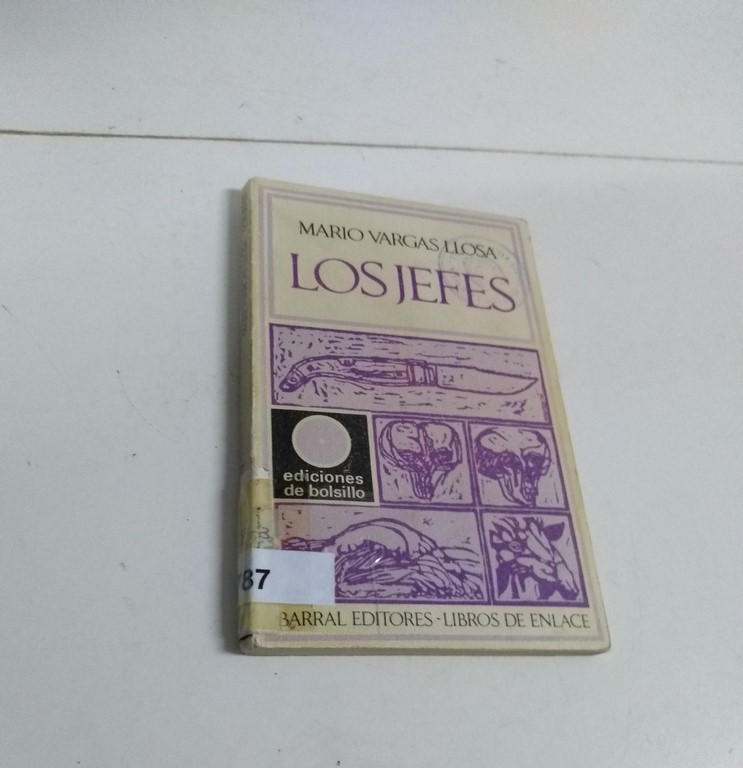 MARIO VARGAS LLOSA
LOS JEFES
ediciones
de bolsillo
87
BARRAL EDITORES - LIBROS DE ENLACE